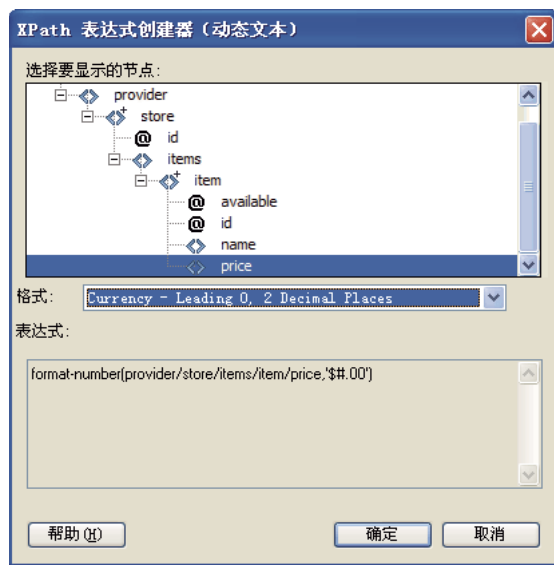 XPath 表达式创建器（动态文本）
选择要显示的节点:
provider
store
@ id
items
item
@ available
@ id
name
price
格式: Currency - Leading 0, 2 Decimal Places
表达式:
format-number(provider/store/items/item/price,'$#.00')
帮助(H) 确定 取消